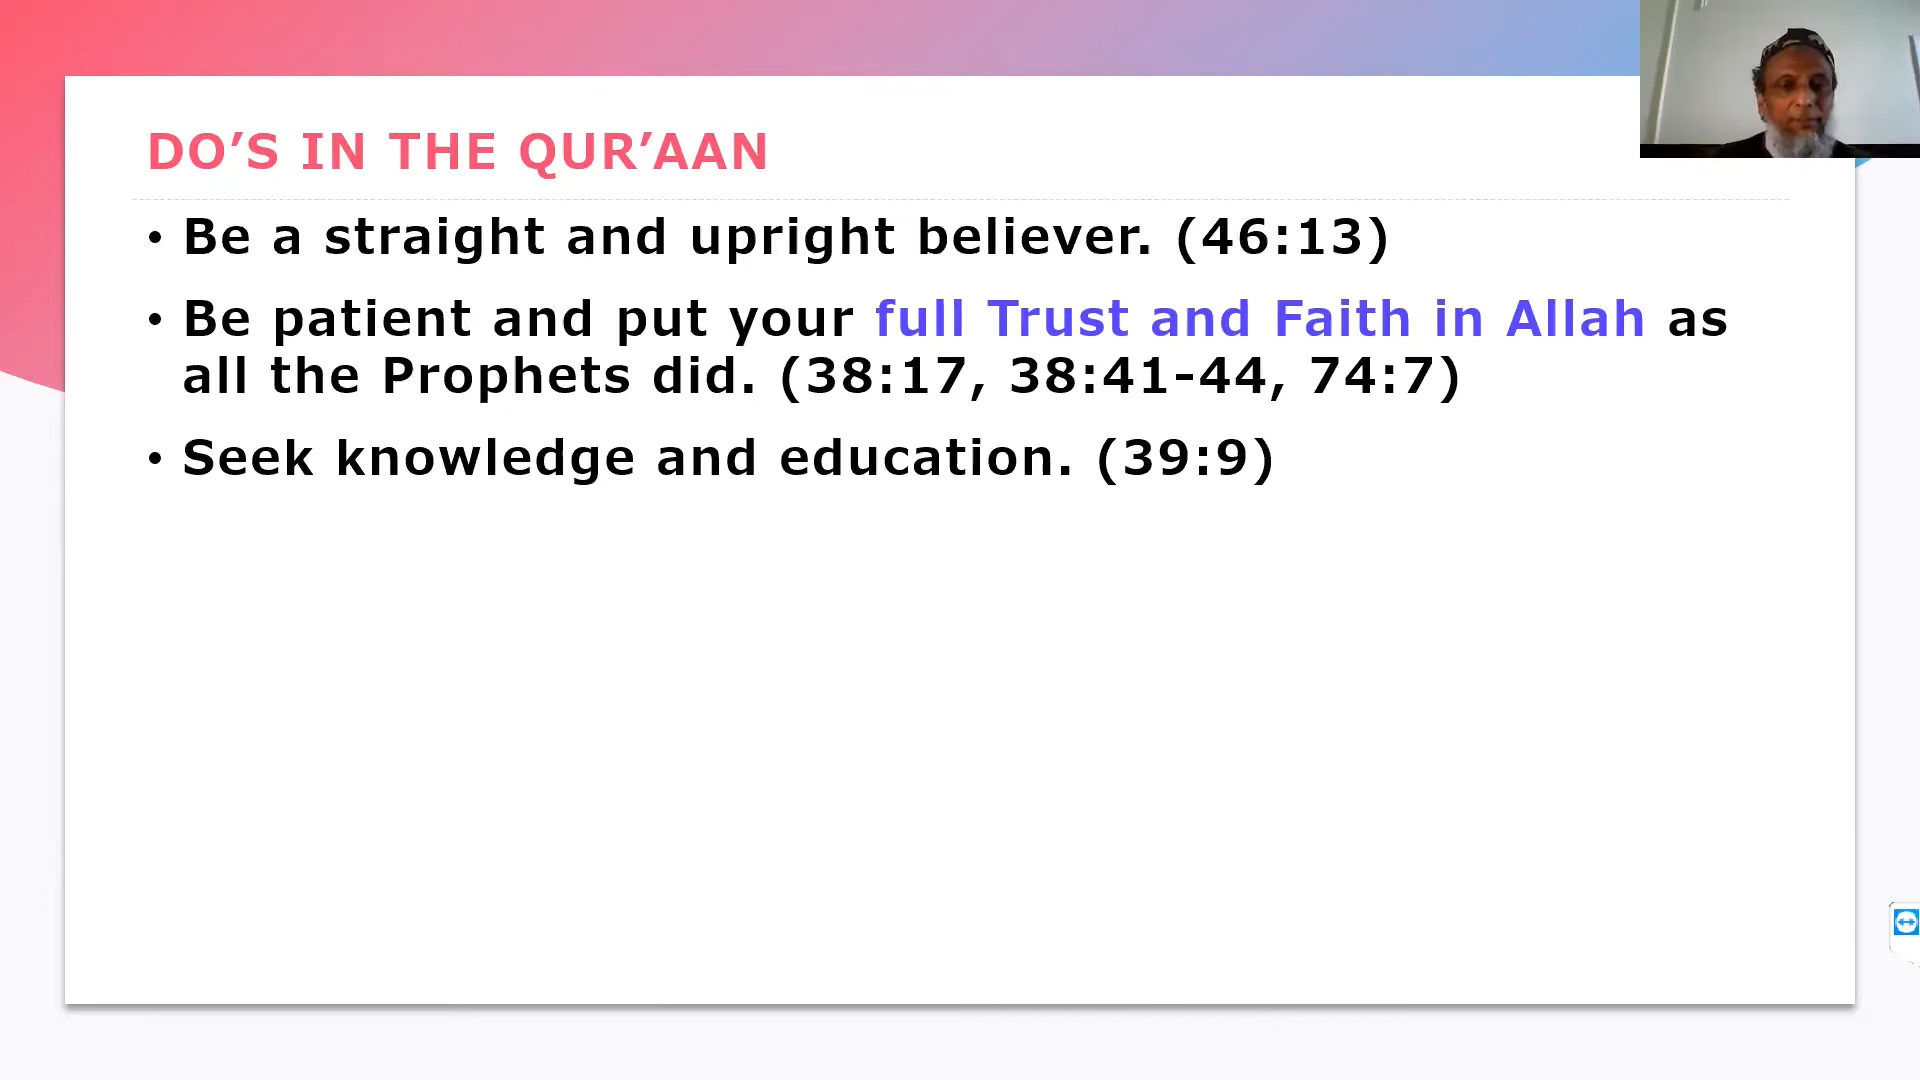 DO’S IN THE QUR’AAN
• Be a straight and upright believer. (46:13)
• Be patient and put your full Trust and Faith in Allah as
all the Prophets did. (38:17, 38:41-44, 74:7)
• Seek knowledge and education. (39:9)